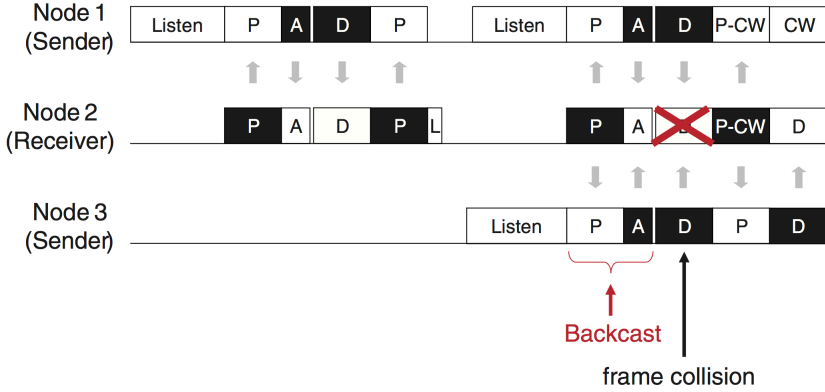 Node 1
(Sender)
Listen P A D P Listen P A D P-CW CW
Node 2
(Receiver)
P A D P L P A D P-CW D
Node 3
(Sender)
Listen P A D P D
Backcast
frame collision